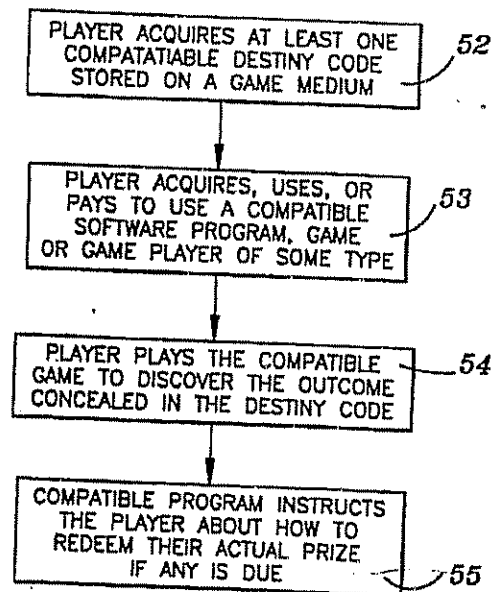 PLAYER ACQUIRES AT LEAST ONE
COMPATATIABLE DESTINY CODE
STORED ON A GAME MEDIUM
52
PLAYER ACQUIRES, USES, OR
PAYS TO USE A COMPATIBLE
SOFTWARE PROGRAM, GAME
OR GAME PLAYER OF SOME TYPE
53
PLAYER PLAYS THE COMPATIBLE
GAME TO DISCOVER THE OUTCOME
CONCEALED IN THE DESTINY CODE
54
COMPATIBLE PROGRAM INSTRUCTS
THE PLAYER ABOUT HOW TO
REDEEM THEIR ACTUAL PRIZE
IF ANY IS DUE
55